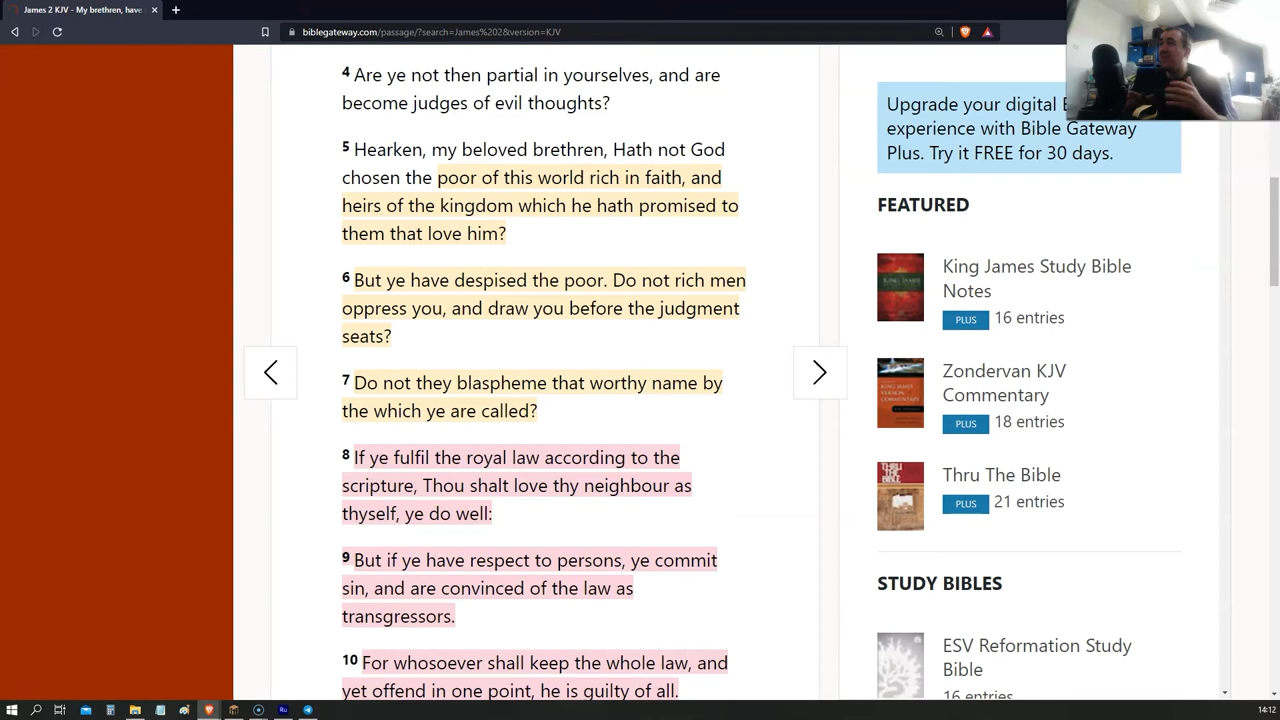 James 2 KJV - My brethren, have
biblegateway.com/passage/?search=James%202&version=KJV
4 Are ye not then partial in yourselves, and are
become judges of evil thoughts?
5 Hearken, my beloved brethren, Hath not God
chosen the poor of this world rich in faith, and
heirs of the kingdom which he hath promised to
them that love him?
6 But ye have despised the poor. Do not rich men
oppress you, and draw you before the judgment
seats?
7 Do not they blaspheme that worthy name by
the which ye are called?
8 If ye fulfil the royal law according to the
scripture, Thou shalt love thy neighbour as
thyself, ye do well:
9 But if ye have respect to persons, ye commit
sin, and are convinced of the law as
transgressors.
10 For whosoever shall keep the whole law, and
yet offend in one point, he is guilty of all.
Upgrade your digital
experience with Bible Gateway
Plus. Try it FREE for 30 days.
FEATURED
King James Study Bible
Notes
PLUS 16 entries
Zondervan KJV
Commentary
PLUS 18 entries
Thru The Bible
PLUS 21 entries
STUDY BIBLES
ESV Reformation Study
Bible
16 entries
Ru
14:12